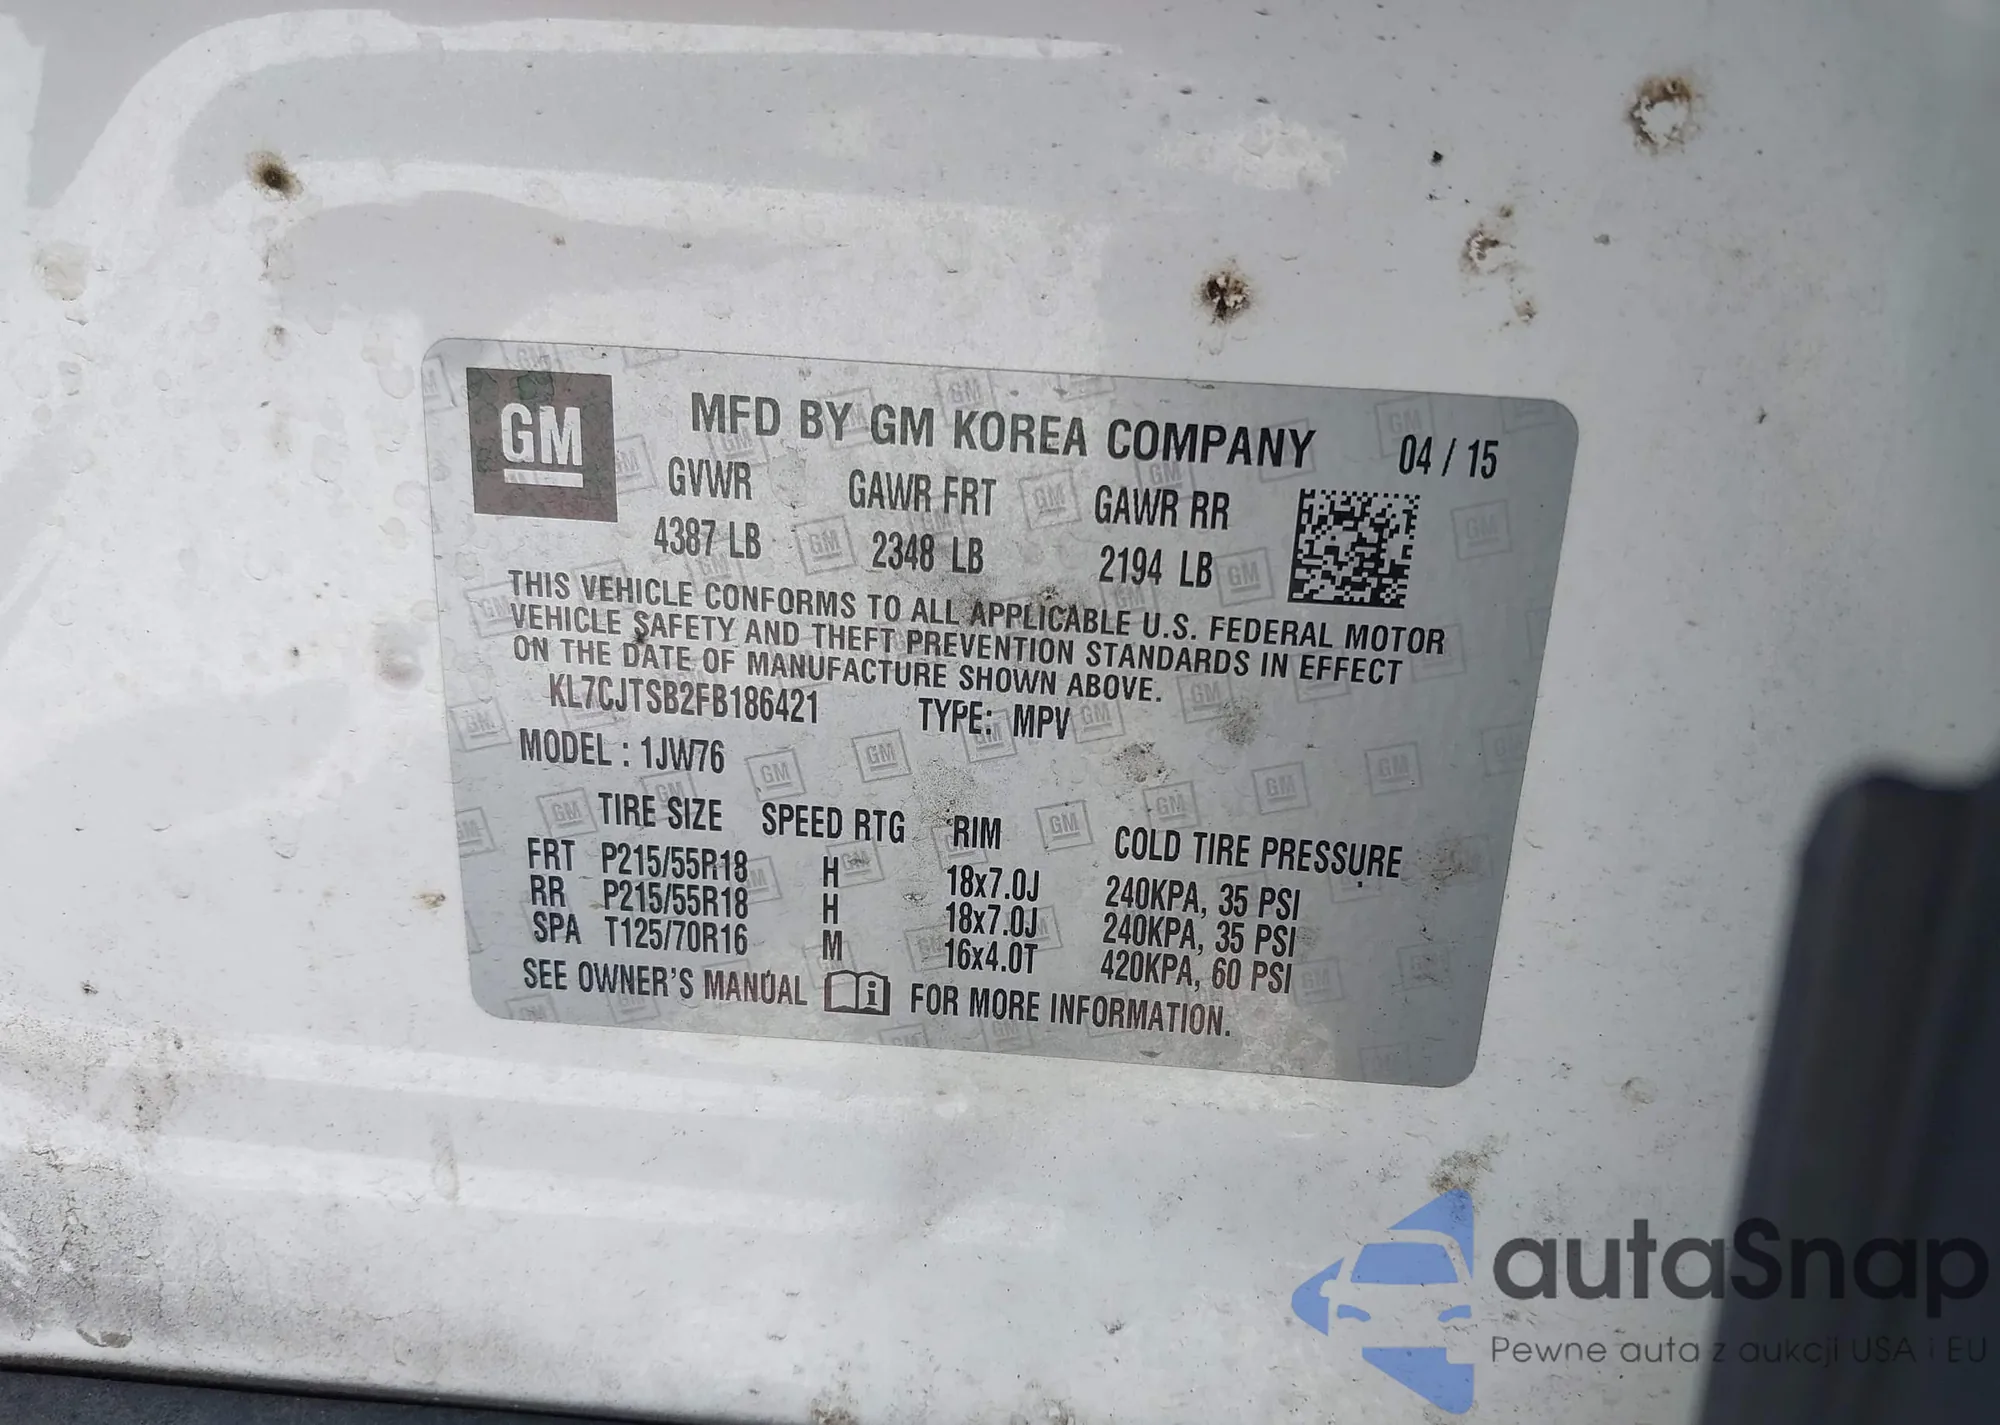 GM
MFD BY GM KOREA COMPANY 04 / 15
GVWR GAWR FRT GAWR RR
4387 LB 2348 LB 2194 LB
THIS VEHICLE CONFORMS TO ALL APPLICABLE U.S. FEDERAL MOTOR
VEHICLE SAFETY AND THEFT PREVENTION STANDARDS IN EFFECT
ON THE DATE OF MANUFACTURE SHOWN ABOVE.
KL7CJTSB2FB186421 TYPE: MPV
MODEL : 1JW76
TIRE SIZE SPEED RTG RIM COLD TIRE PRESSURE
FRT P215/55R18 H 18x7.0J 240KPA, 35 PSI
RR P215/55R18 H 18x7.0J 240KPA, 35 PSI
SPA T125/70R16 M 16x4.0T 420KPA, 60 PSI
SEE OWNER'S MANUAL i FOR MORE INFORMATION.
autaSnap
Pewne auta z aukcji USA i EU